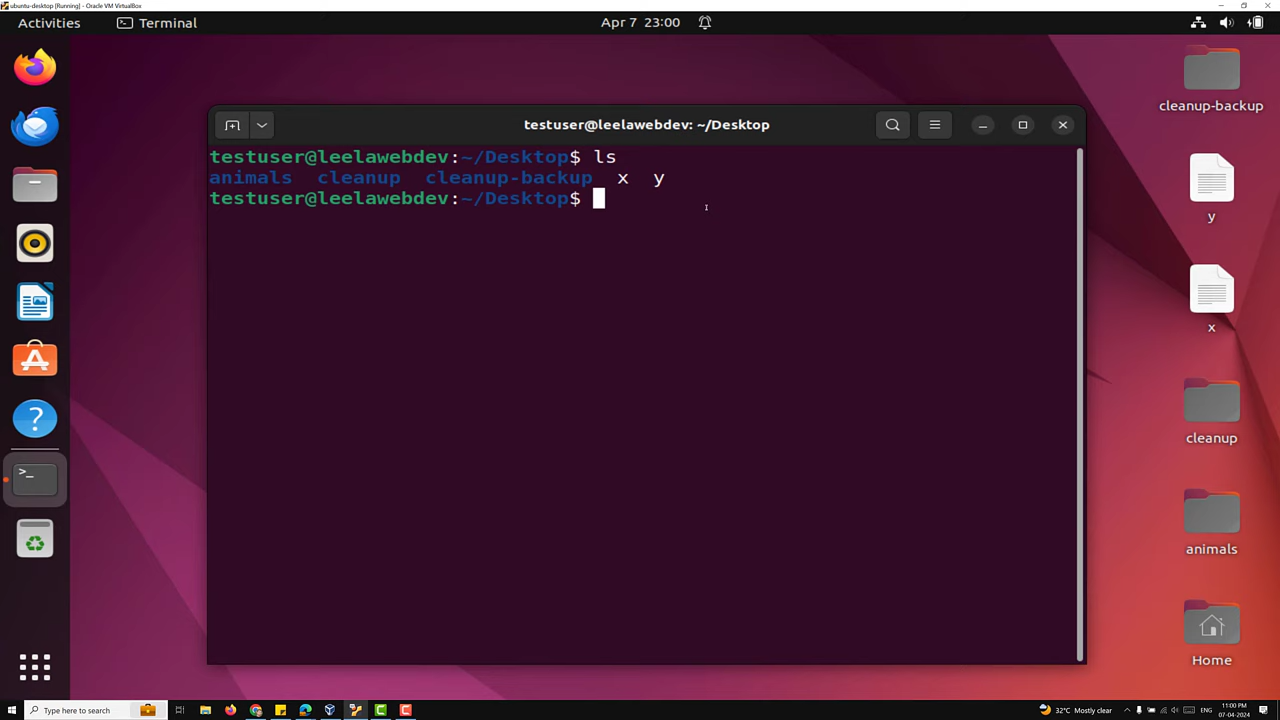 ubuntu-desktop [Running] - Oracle VM VirtualBox
Activities
Terminal
Apr 7 23:00
testuser@leelawebdev: ~/Desktop
testuser@leelawebdev:~/Desktop$ ls
animals cleanup cleanup-backup x y
testuser@leelawebdev:~/Desktop$
cleanup-backup
y
x
cleanup
animals
Home
Type here to search
32°C Mostly clear
ENG
11:00 PM
07-04-2024